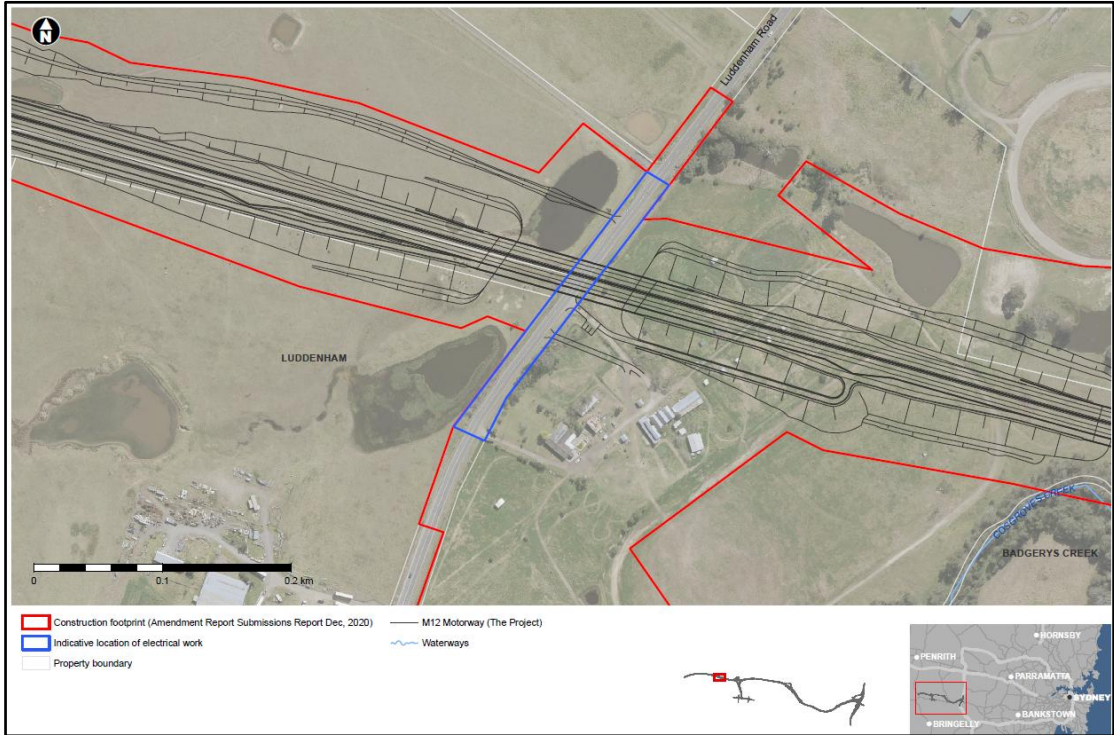 N
Luddenham Road
LUDDENHAM
COSGROVES CREEK
BADGERYS CREEK
0 0.1 0.2 km
Construction footprint (Amendment Report Submissions Report Dec, 2020)
M12 Motorway (The Project)
Indicative location of electrical work
Waterways
Property boundary
HORNSBY
PENRITH
PARRAMATTA
SYDNEY
BANKSTOWN
BRINGELLY